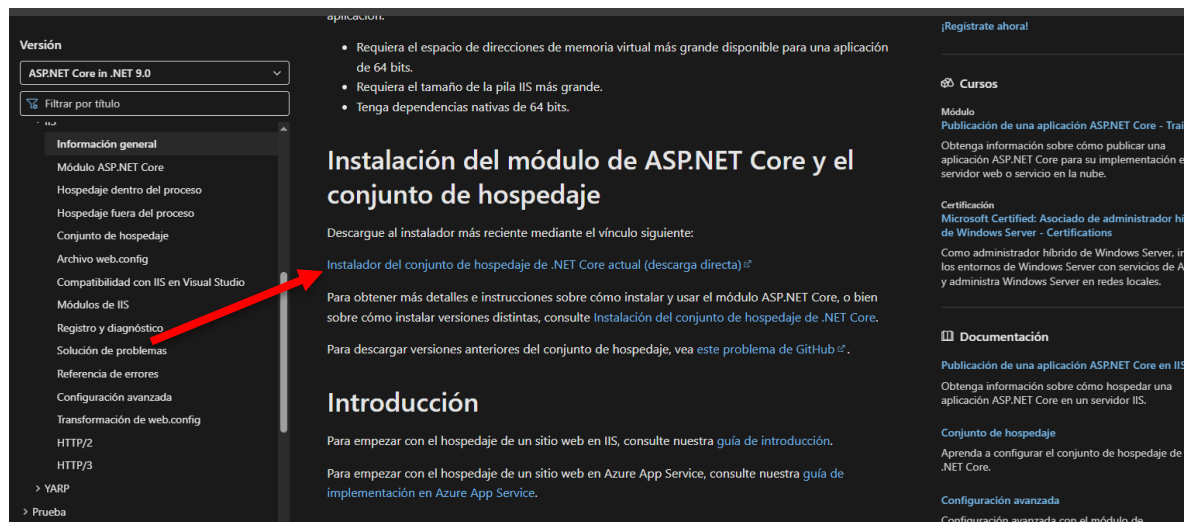 Versión
ASP.NET Core in .NET 9.0
Filtrar por título
IIS
Información general
Módulo ASP.NET Core
Hospedaje dentro del proceso
Hospedaje fuera del proceso
Conjunto de hospedaje
Archivo web.config
Compatibilidad con IIS en Visual Studio
Módulos de IIS
Registro y diagnóstico
Solución de problemas
Referencia de errores
Configuración avanzada
Transformación de web.config
HTTP/2
HTTP/3
YARP
Prueba
aplicación.
• Requiera el espacio de direcciones de memoria virtual más grande disponible para una aplicación
de 64 bits.
• Requiera el tamaño de la pila IIS más grande.
• Tenga dependencias nativas de 64 bits.
Instalación del módulo de ASP.NET Core y el
conjunto de hospedaje
Descargue al instalador más reciente mediante el vínculo siguiente:
Instalador del conjunto de hospedaje de .NET Core actual (descarga directa)
Para obtener más detalles e instrucciones sobre cómo instalar y usar el módulo ASP.NET Core, o bien
sobre cómo instalar versiones distintas, consulte Instalación del conjunto de hospedaje de .NET Core.
Para descargar versiones anteriores del conjunto de hospedaje, vea este problema de GitHub.
Introducción
Para empezar con el hospedaje de un sitio web en IIS, consulte nuestra guía de introducción.
Para empezar con el hospedaje de un sitio web en Azure App Service, consulte nuestra guía de
implementación en Azure App Service.
¡Regístrate ahora!
Cursos
Módulo
Publicación de una aplicación ASP.NET Core - Trai
Obtenga información sobre cómo publicar una
aplicación ASP.NET Core para su implementación e
servidor web o servicio en la nube.
Certificación
Microsoft Certified: Asociado de administrador hí
de Windows Server - Certifications
Como administrador híbrido de Windows Server, in
los entornos de Windows Server con servicios de A
y administra Windows Server en redes locales.
Documentación
Publicación de una aplicación ASP.NET Core en IIS
Obtenga información sobre cómo hospedar una
aplicación ASP.NET Core en un servidor IIS.
Conjunto de hospedaje
Aprenda a configurar el conjunto de hospedaje de
.NET Core.
Configuración avanzada
Configuración avanzada con el módulo de